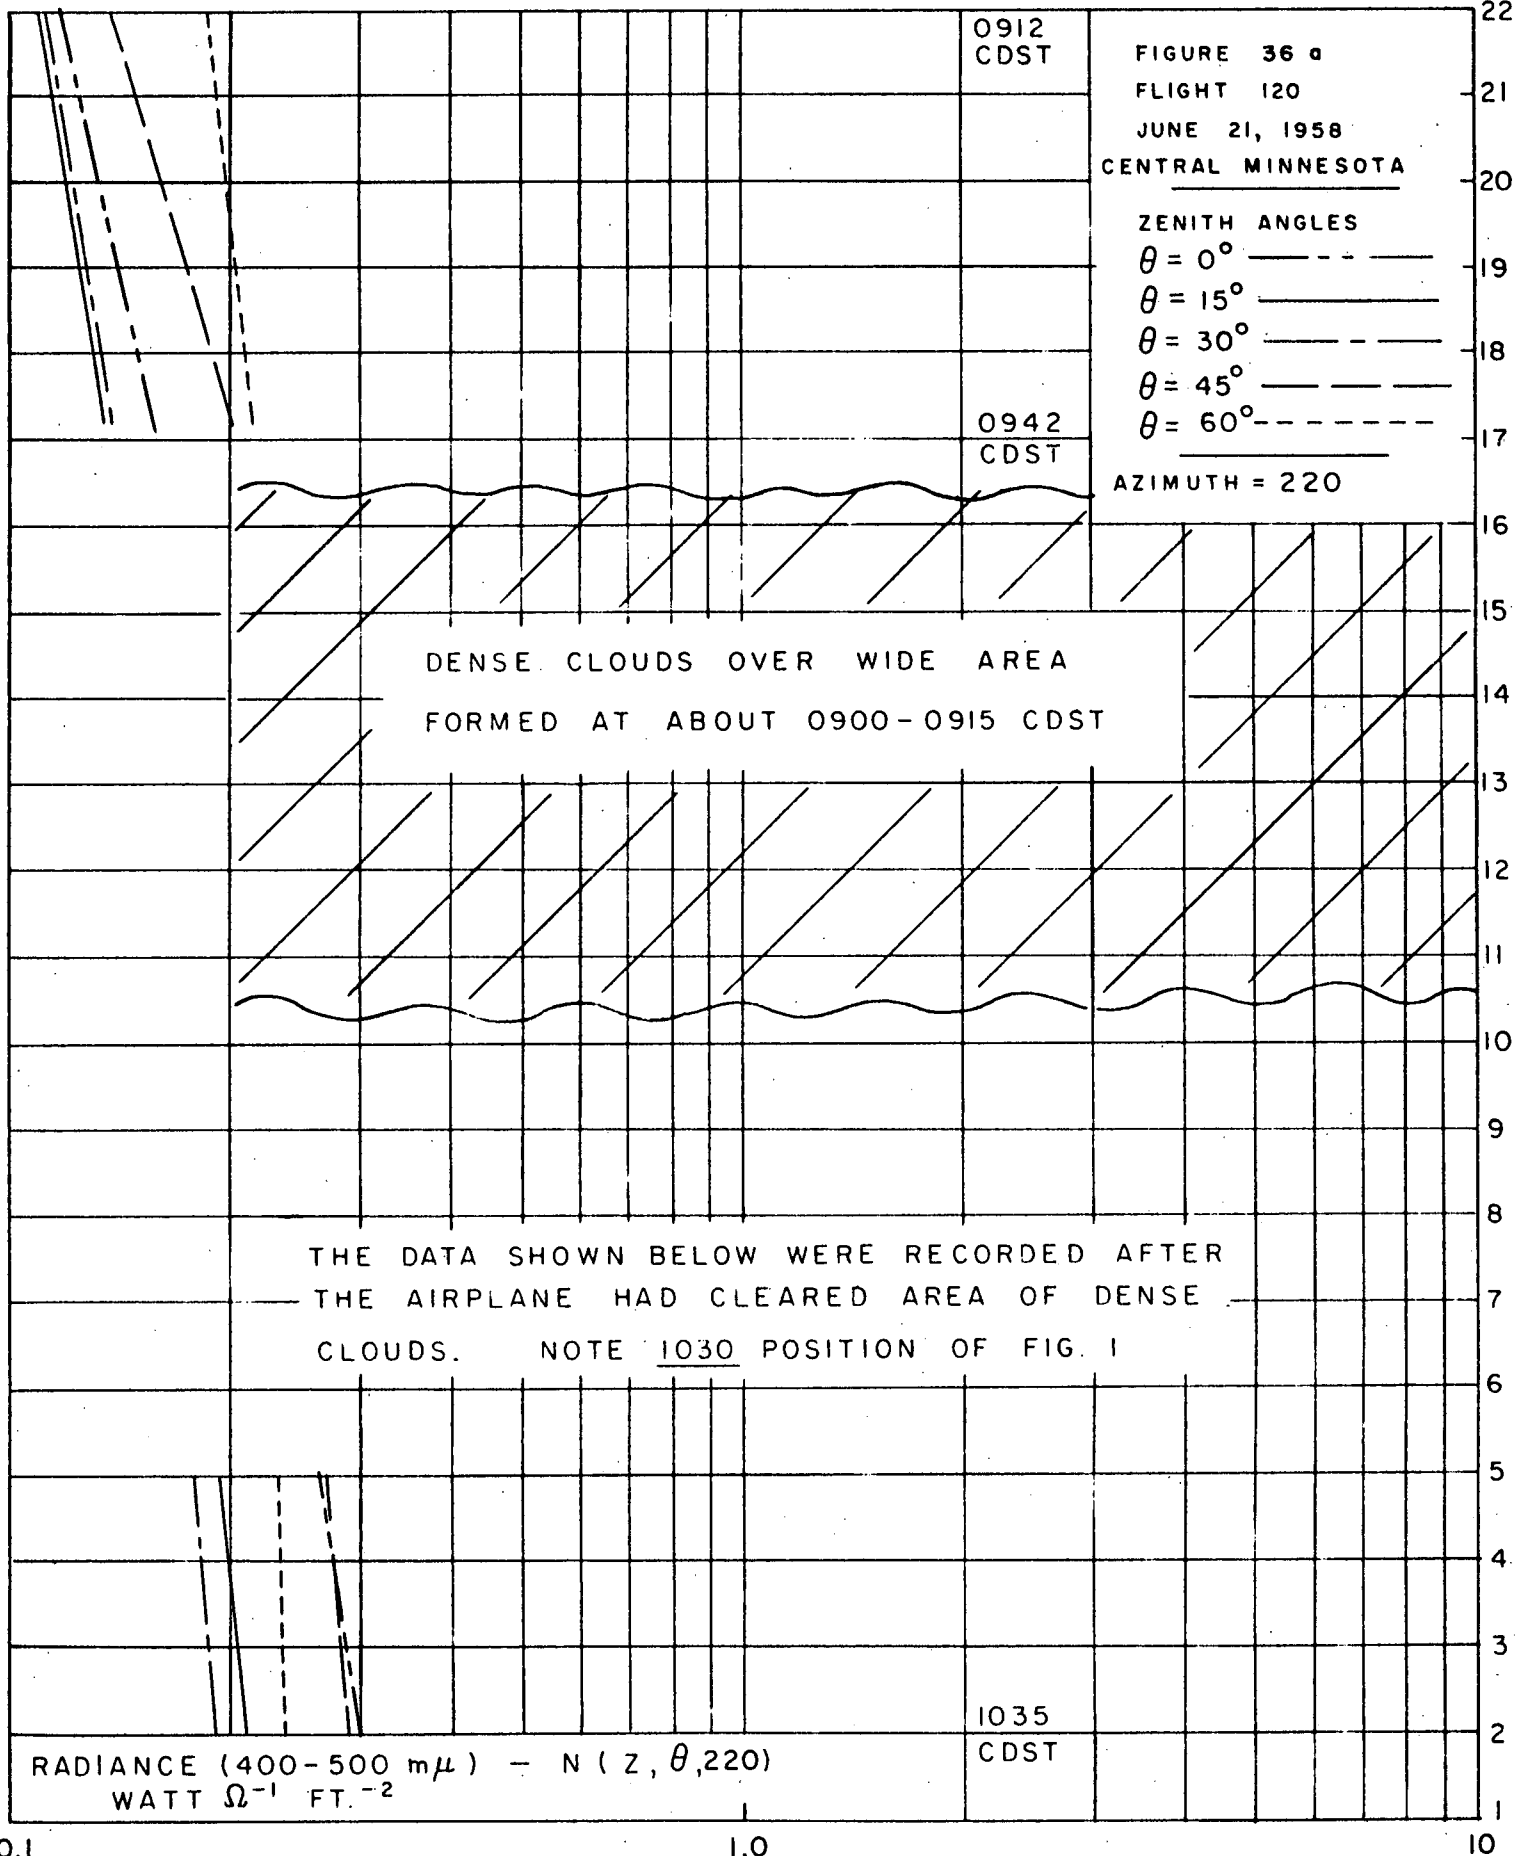 0912
CDST
FIGURE 36 a
FLIGHT 120
JUNE 21, 1958
CENTRAL MINNESOTA
ZENITH ANGLES
θ = 0°
θ = 15°
θ = 30°
θ = 45°
θ = 60°
AZIMUTH = 220
0942
CDST
DENSE CLOUDS OVER WIDE AREA
FORMED AT ABOUT 0900-0915 CDST
THE DATA SHOWN BELOW WERE RECORDED AFTER
THE AIRPLANE HAD CLEARED AREA OF DENSE
CLOUDS. NOTE 1030 POSITION OF FIG. 1
1035
CDST
RADIANCE (400-500 mμ) - N ( Z, θ,220)
WATT Ω⁻¹ FT.⁻²
22
21
20
19
18
17
16
15
14
13
12
11
10
9
8
7
6
5
4
3
2
1
0.1 1.0 10